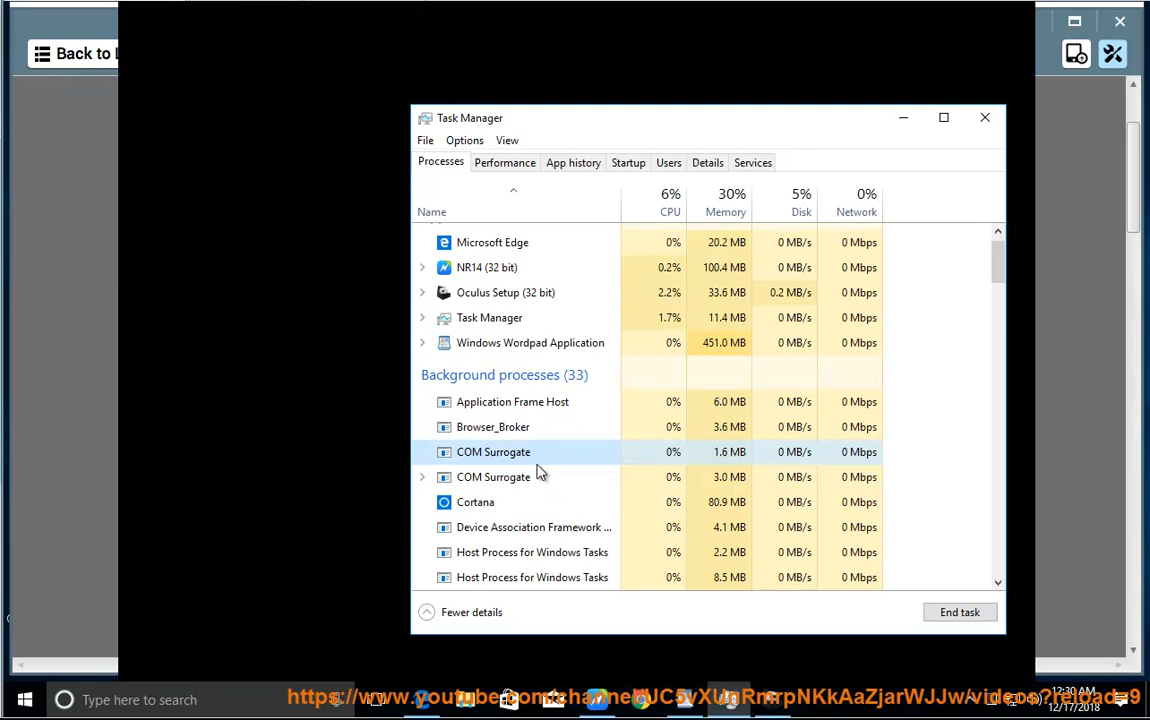 Back to
Task Manager
File Options View
Processes Performance App history Startup Users Details Services
6% 30% 5% 0%
Name CPU Memory Disk Network
Microsoft Edge 0% 20.2 MB 0 MB/s 0 Mbps
NR14 (32 bit) 0.2% 100.4 MB 0 MB/s 0 Mbps
Oculus Setup (32 bit) 2.2% 33.6 MB 0.2 MB/s 0 Mbps
Task Manager 1.7% 11.4 MB 0 MB/s 0 Mbps
Windows Wordpad Application 0% 451.0 MB 0 MB/s 0 Mbps
Background processes (33)
Application Frame Host 0% 6.0 MB 0 MB/s 0 Mbps
Browser_Broker 0% 3.6 MB 0 MB/s 0 Mbps
COM Surrogate 0% 1.6 MB 0 MB/s 0 Mbps
COM Surrogate 0% 3.0 MB 0 MB/s 0 Mbps
Cortana 0% 80.9 MB 0 MB/s 0 Mbps
Device Association Framework ... 0% 4.1 MB 0 MB/s 0 Mbps
Host Process for Windows Tasks 0% 2.2 MB 0 MB/s 0 Mbps
Host Process for Windows Tasks 0% 8.5 MB 0 MB/s 0 Mbps
Fewer details End task
Type here to search
12:30 AM
12/17/2018